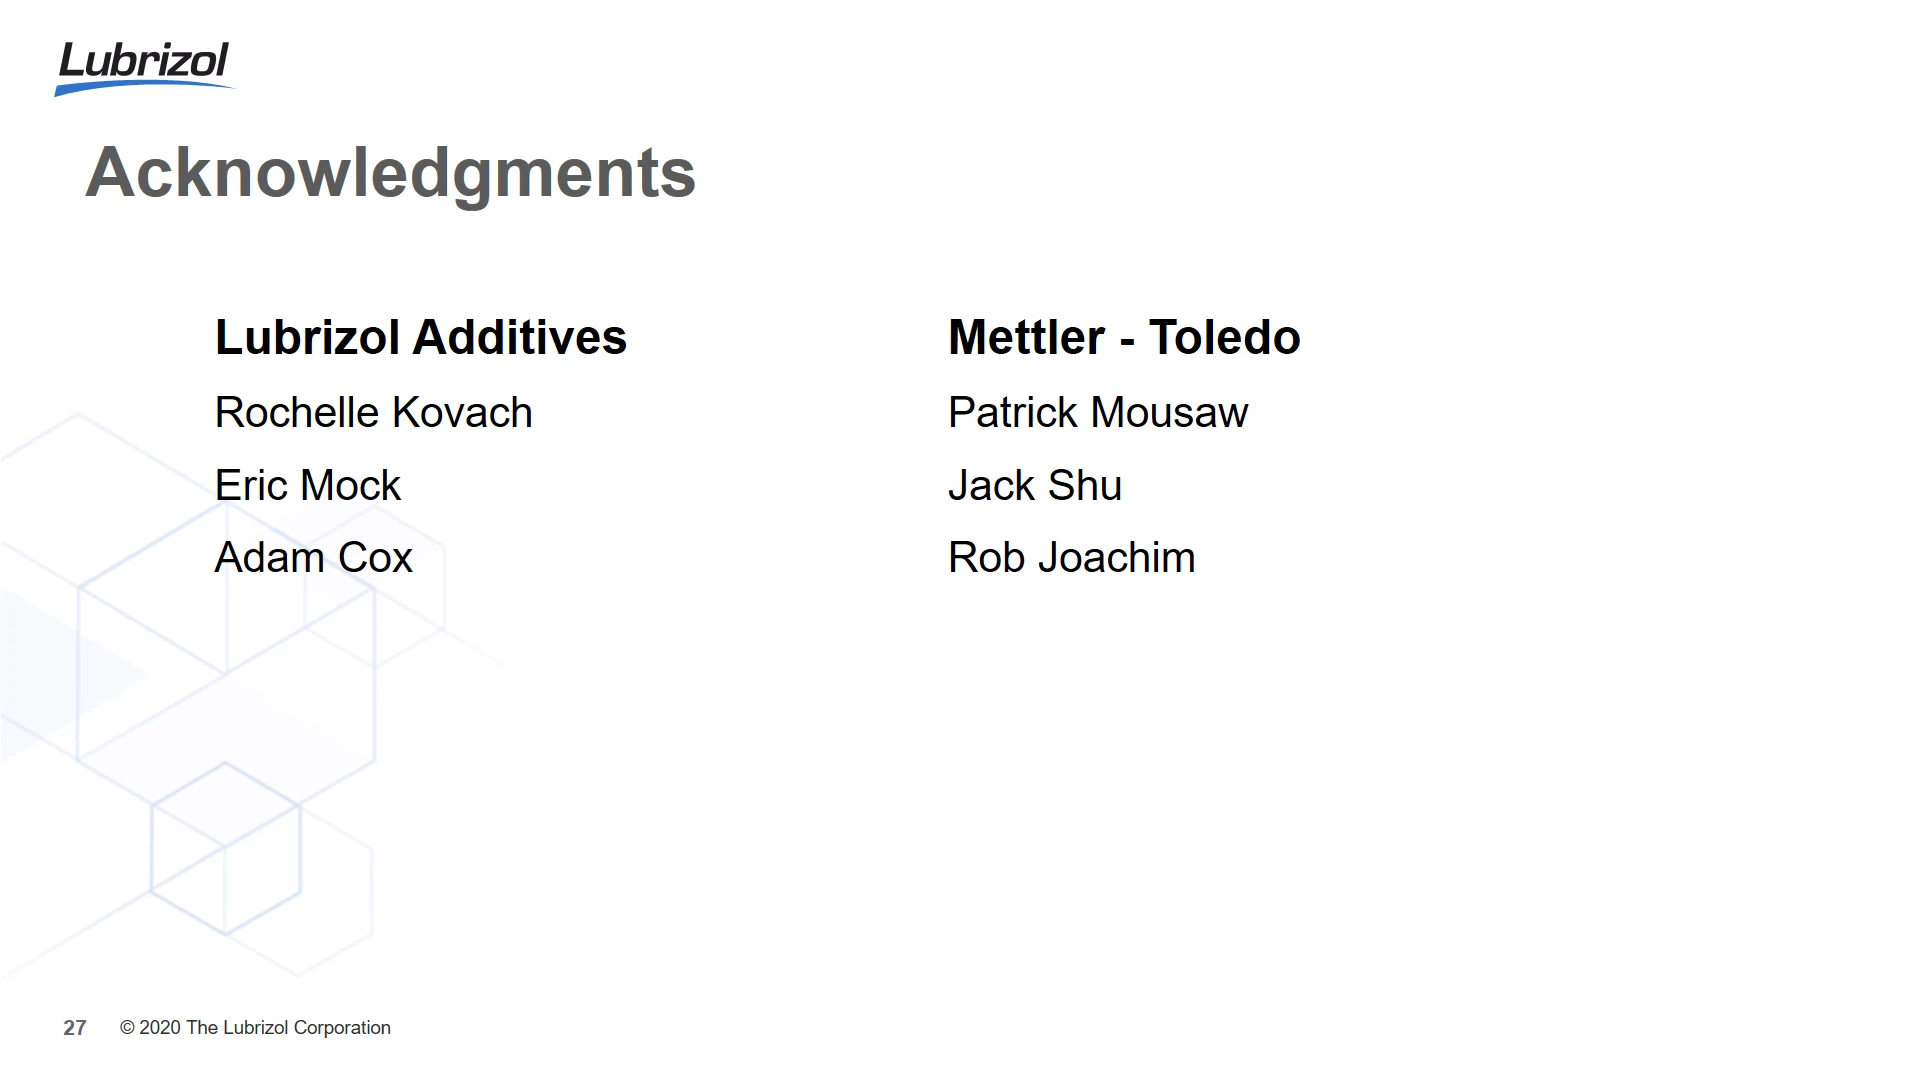 Lubrizol
Acknowledgments
Lubrizol Additives
Rochelle Kovach
Eric Mock
Adam Cox
Mettler - Toledo
Patrick Mousaw
Jack Shu
Rob Joachim
27 © 2020 The Lubrizol Corporation